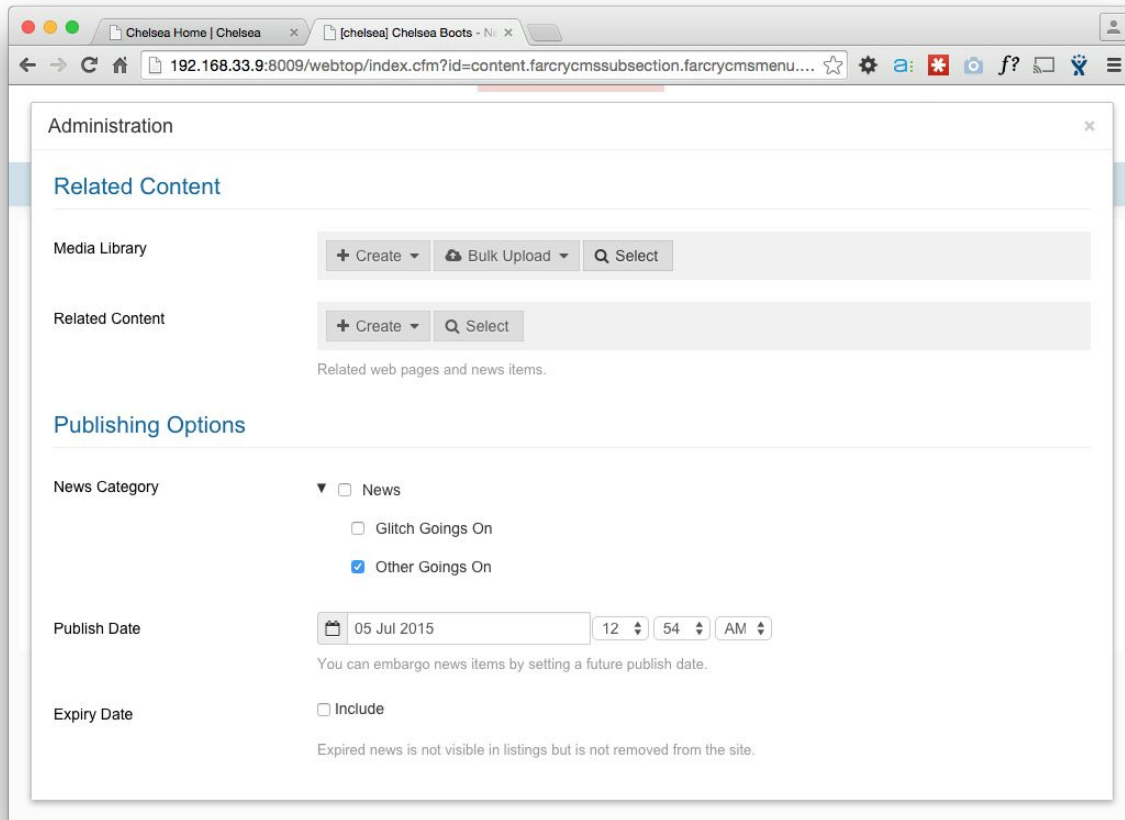 Chelsea Home | Chelsea
[chelsea] Chelsea Boots - N
192.168.33.9:8009/webtop/index.cfm?id=content.farcrycmssubsection.farcrycmsmenu....
a:
f?
Administration
Related Content
Media Library
Create
Bulk Upload
Select
Related Content
Create
Select
Related web pages and news items.
Publishing Options
News Category
News
Glitch Goings On
Other Goings On
Publish Date
05 Jul 2015
12
54
AM
You can embargo news items by setting a future publish date.
Expiry Date
Include
Expired news is not visible in listings but is not removed from the site.